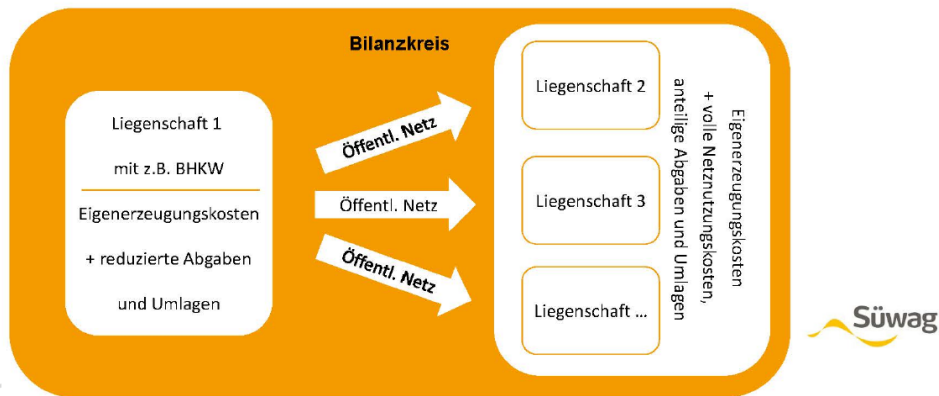 Bilanzkreis
Liegenschaft 1
mit z.B. BHKW
Eigenerzeugungskosten
+ reduzierte Abgaben
und Umlagen
Öffentl. Netz
Öffentl. Netz
Öffentl. Netz
Liegenschaft 2
Liegenschaft 3
Liegenschaft ...
Eigenerzeugungskosten
+ volle Netznutzungskosten,
anteilige Abgaben und Umlagen
Süwag